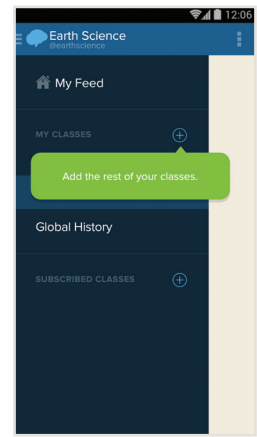 12:06
Earth Science
@earthscience
My Feed
MY CLASSES
Add the rest of your classes.
Global History
SUBSCRIBED CLASSES